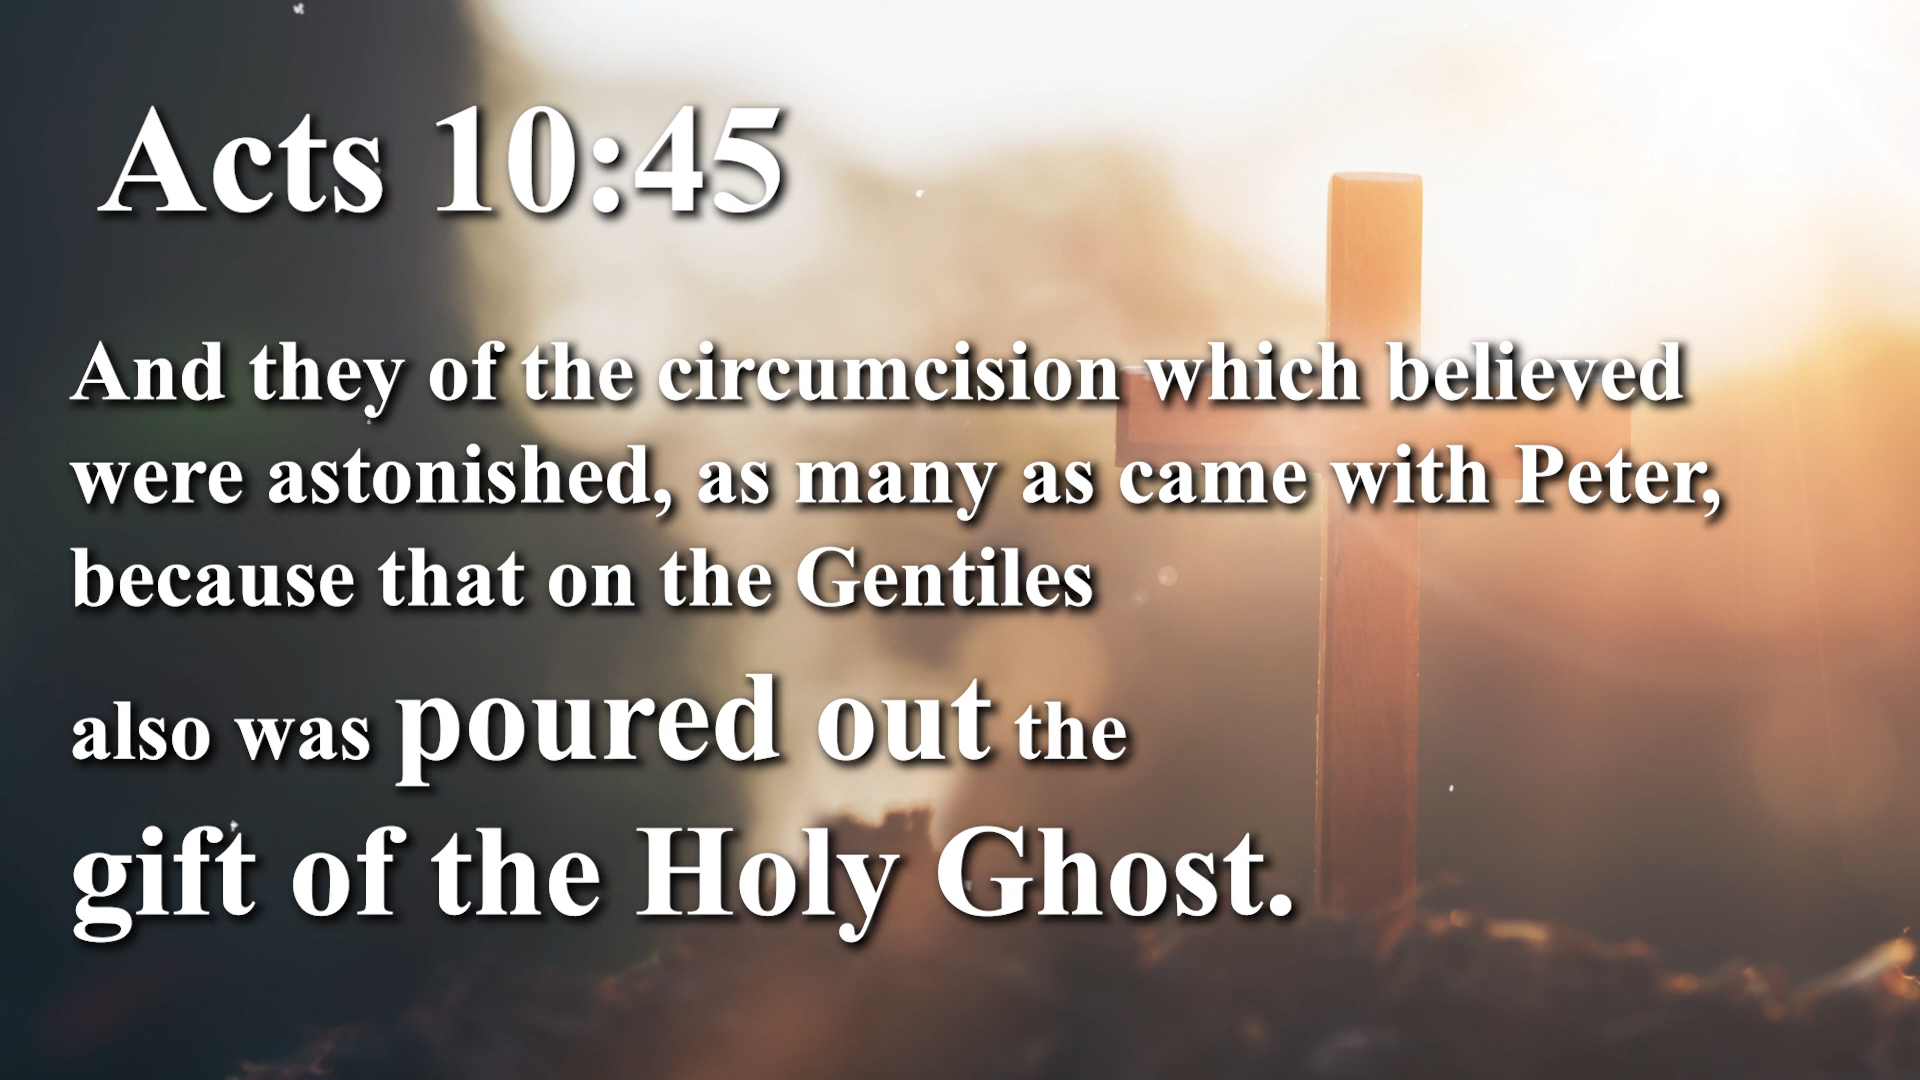 Acts 10:45
And they of the circumcision which believed
were astonished, as many as came with Peter,
because that on the Gentiles
also was poured out the
gift of the Holy Ghost.